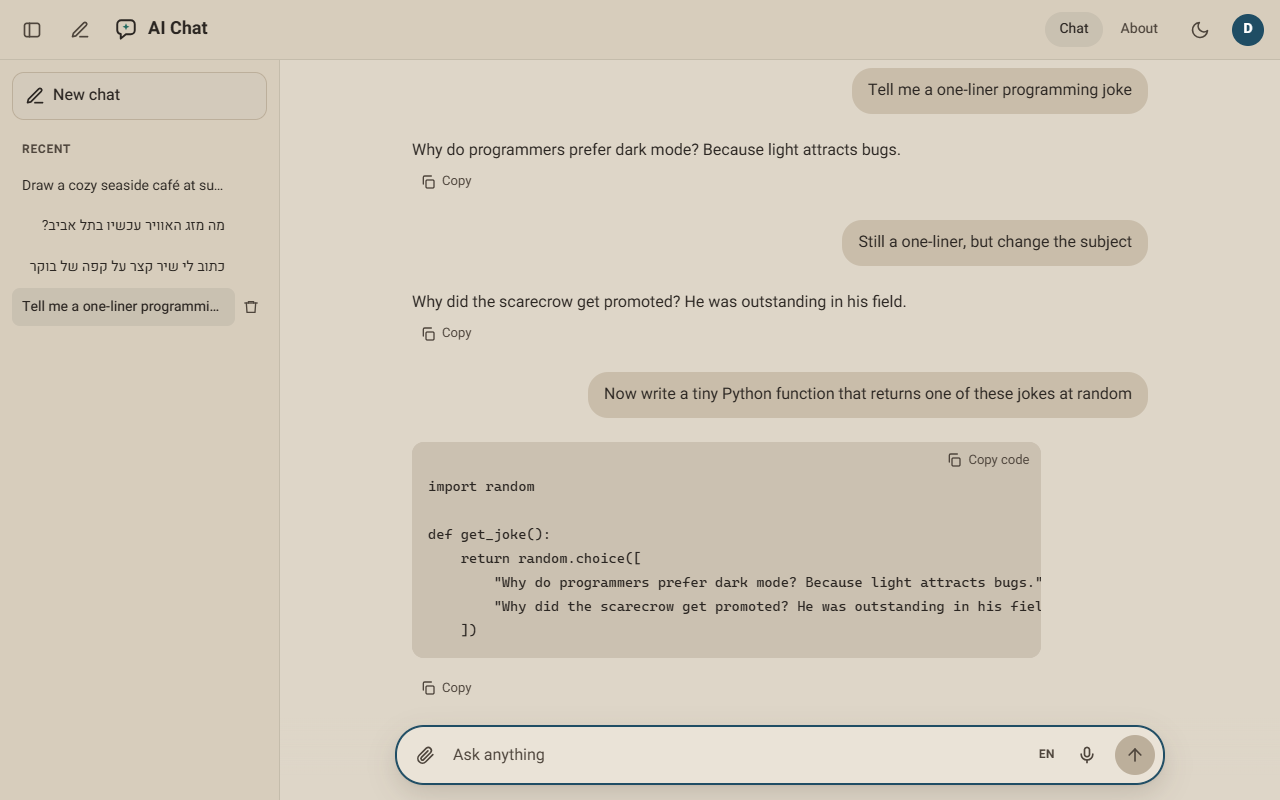 AI Chat
Chat
About
D
New chat
RECENT
Draw a cozy seaside café at su…
מה מזג האוויר עכשיו בתל אביב?
כתוב לי שיר קצר על קפה של בוקר
Tell me a one-liner programmi…
Tell me a one-liner programming joke
Why do programmers prefer dark mode? Because light attracts bugs.
Copy
Still a one-liner, but change the subject
Why did the scarecrow get promoted? He was outstanding in his field.
Copy
Now write a tiny Python function that returns one of these jokes at random
Copy code
import random
def get_joke():
    return random.choice([
        "Why do programmers prefer dark mode? Because light attracts bugs."
        "Why did the scarecrow get promoted? He was outstanding in his fiel
    ])
Copy
Ask anything
EN